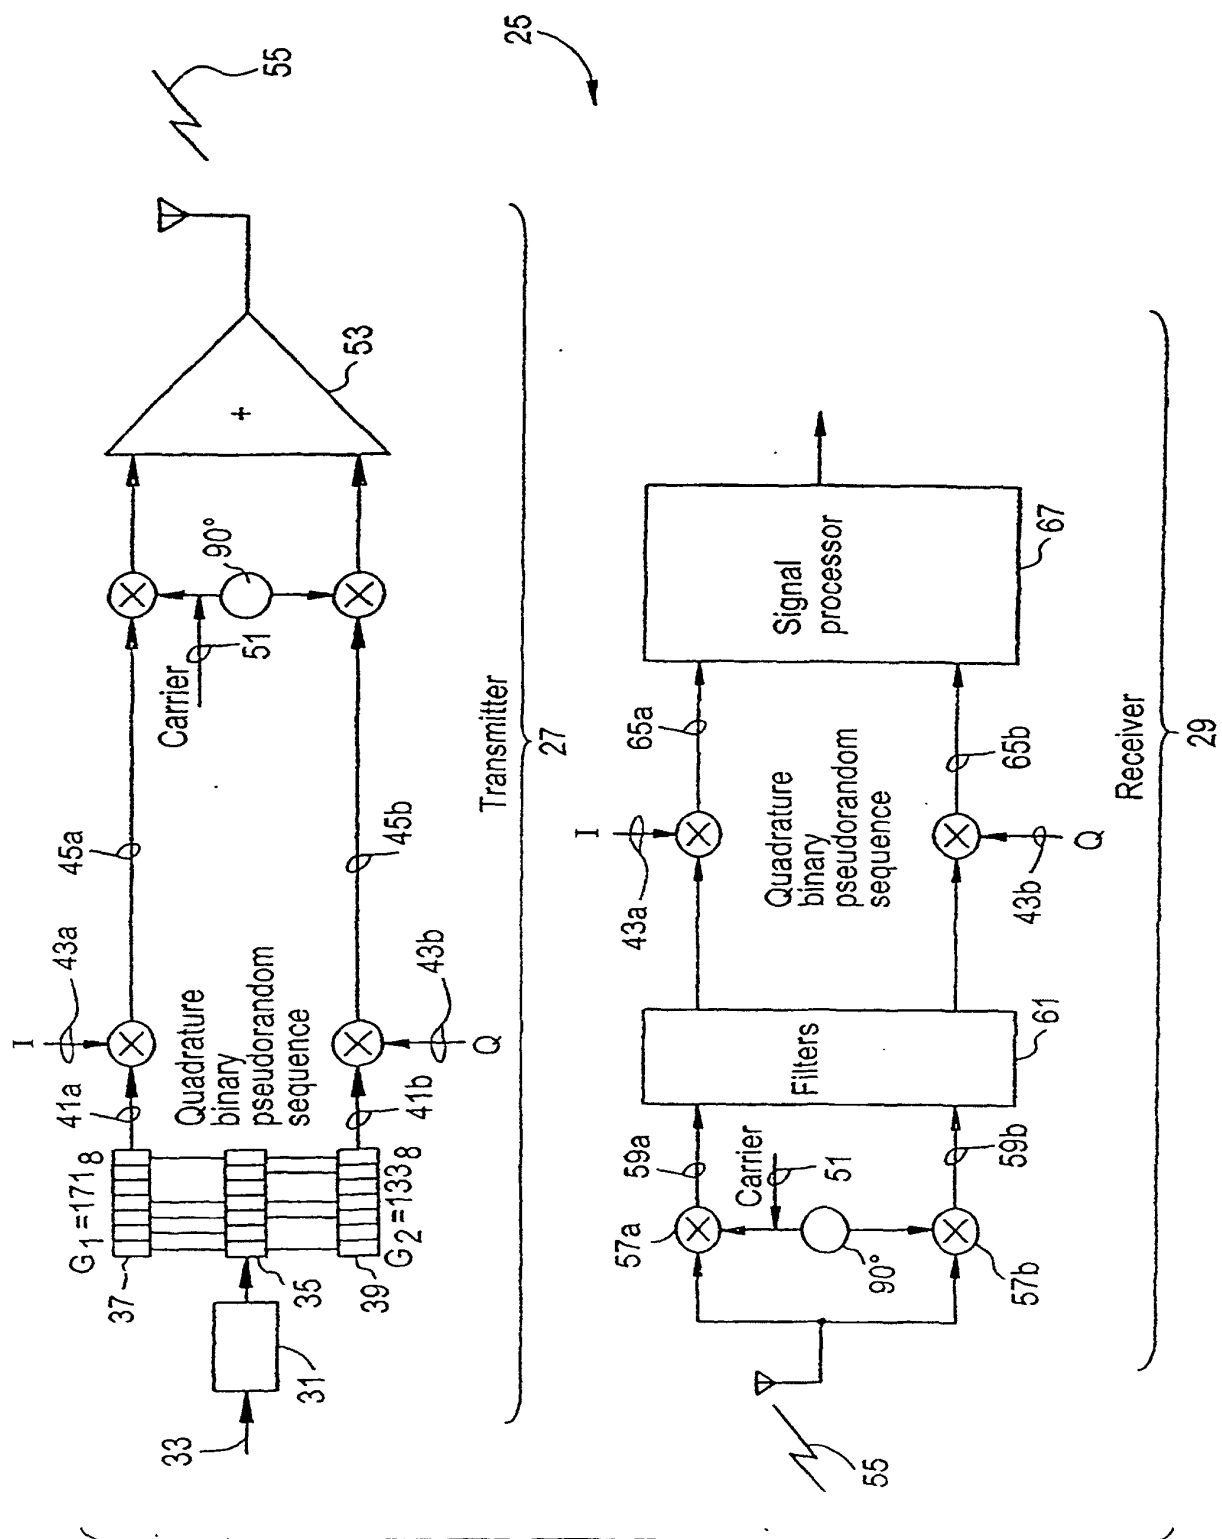 25
55
53
+
90°
Carrier
51
45a
45b
I
43a
Quadrature
binary
pseudorandom
sequence
43b
Q
41a
41b
G1 =1718
G2 =1338
37
35
39
31
33
Transmitter
27
55
57a
57b
90°
Carrier
51
59a
59b
Filters
61
I
43a
Quadrature
binary
pseudorandom
sequence
43b
Q
65a
65b
Signal
processor
67
Receiver
29